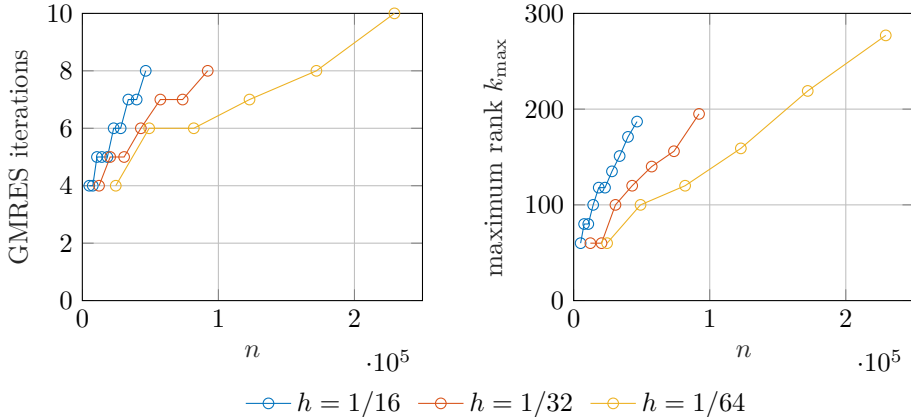 10
8
6
4
2
0
GMRES iterations
0
1
2
n
·10^5
300
200
100
0
maximum rank k_max
0
1
2
n
·10^5
h = 1/16
h = 1/32
h = 1/64